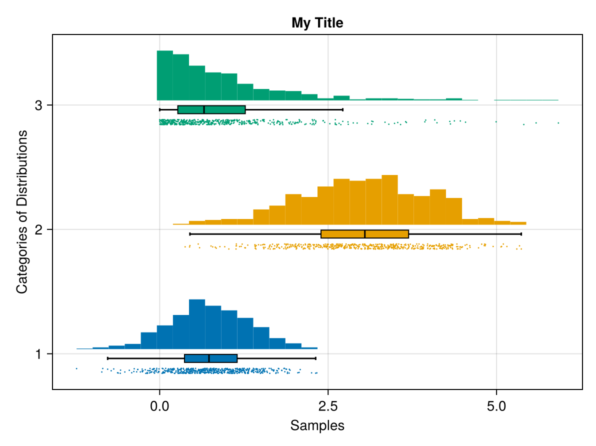 My Title
3
2
1
Categories of Distributions
0.0 2.5 5.0
Samples